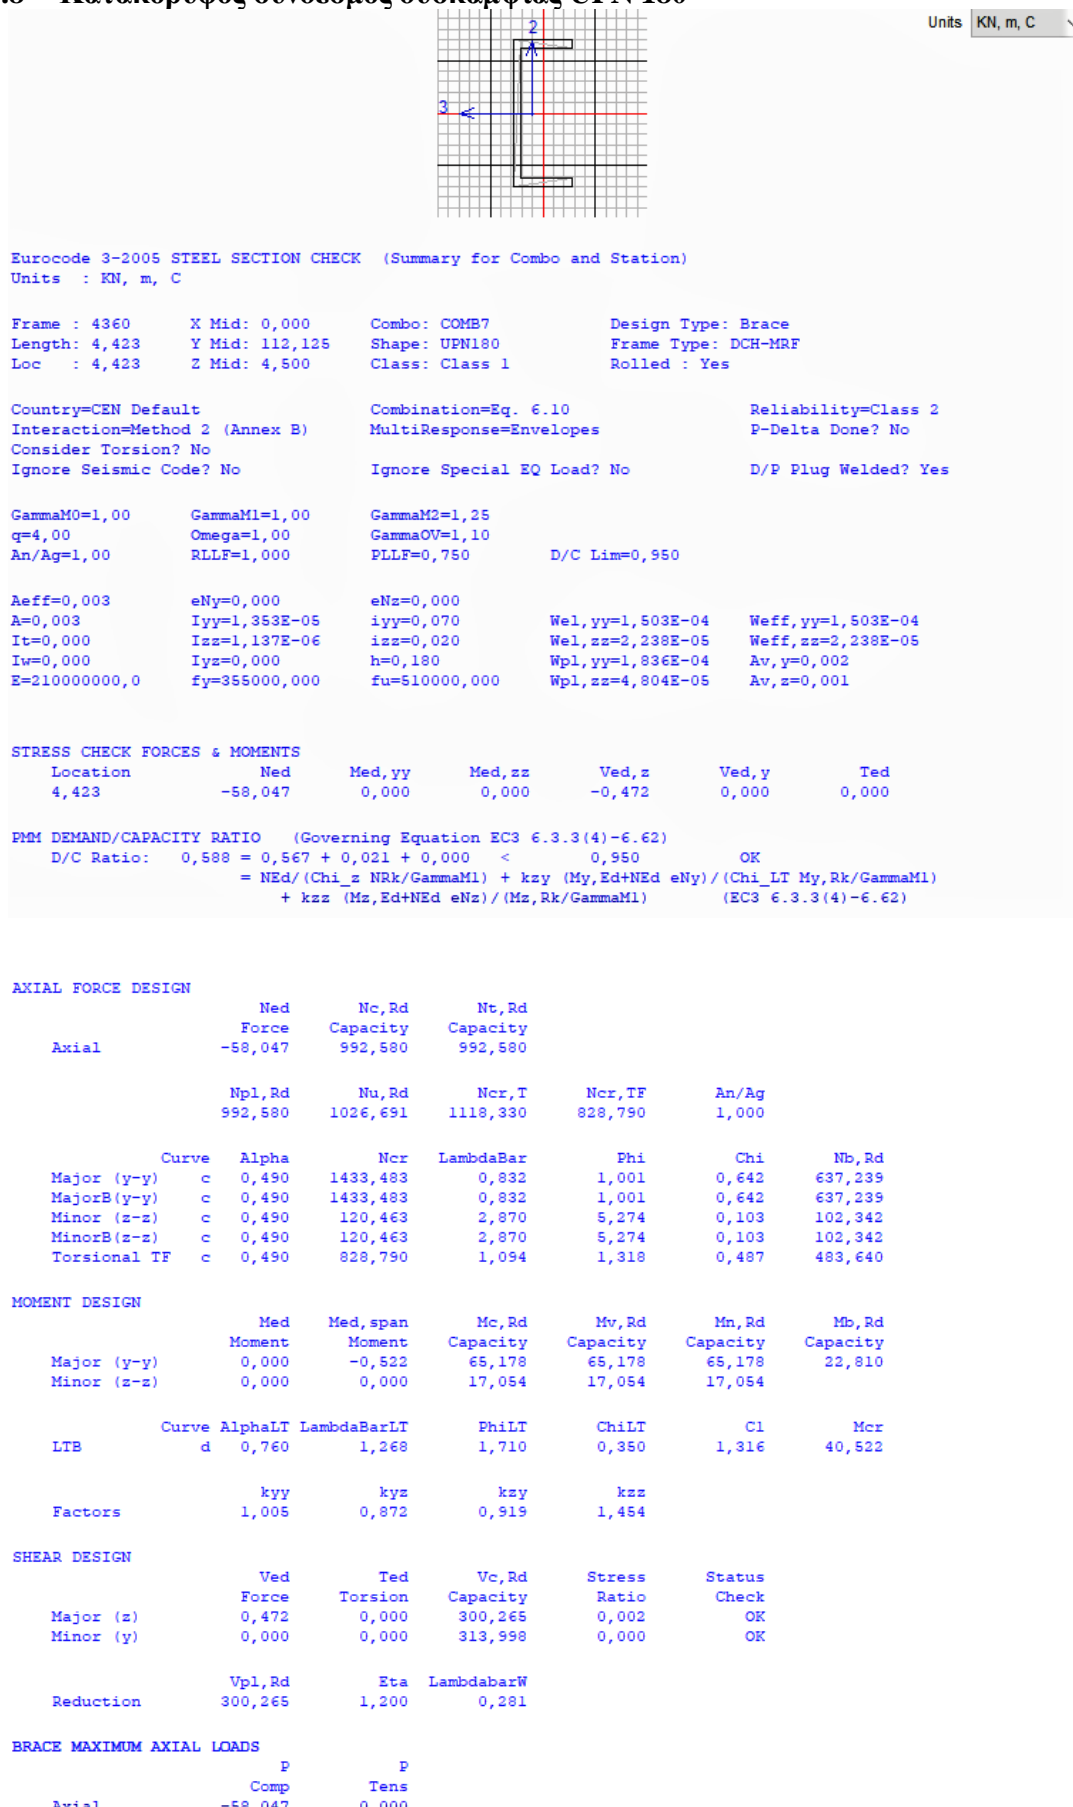 Κατακόρυφος σύνδεσμος δυσκαμψίας UPN 180
Units KN, m, C
2
3
Eurocode 3-2005 STEEL SECTION CHECK (Summary for Combo and Station)
Units : KN, m, C
Frame : 4360 X Mid: 0,000 Combo: COMB7 Design Type: Brace
Length: 4,423 Y Mid: 112,125 Shape: UPN180 Frame Type: DCH-MRF
Loc : 4,423 Z Mid: 4,500 Class: Class 1 Rolled : Yes
Country=CEN Default Combination=Eq. 6.10 Reliability=Class 2
Interaction=Method 2 (Annex B) MultiResponse=Envelopes P-Delta Done? No
Consider Torsion? No
Ignore Seismic Code? No Ignore Special EQ Load? No D/P Plug Welded? Yes
GammaM0=1,00 GammaM1=1,00 GammaM2=1,25
q=4,00 Omega=1,00 GammaOV=1,10
An/Ag=1,00 RLLF=1,000 PLLF=0,750 D/C Lim=0,950
Aeff=0,003 eNy=0,000 eNz=0,000
A=0,003 Iyy=1,353E-05 iyy=0,070 Wel,yy=1,503E-04 Weff,yy=1,503E-04
It=0,000 Izz=1,137E-06 izz=0,020 Wel,zz=2,238E-05 Weff,zz=2,238E-05
Iw=0,000 Iyz=0,000 h=0,180 Wpl,yy=1,836E-04 Av,y=0,002
E=210000000,0 fy=355000,000 fu=510000,000 Wpl,zz=4,804E-05 Av,z=0,001
STRESS CHECK FORCES & MOMENTS
Location Ned Med,yy Med,zz Ved,z Ved,y Ted
4,423 -58,047 0,000 0,000 -0,472 0,000 0,000
PMM DEMAND/CAPACITY RATIO (Governing Equation EC3 6.3.3(4)-6.62)
D/C Ratio: 0,588 = 0,567 + 0,021 + 0,000 < 0,950 OK
= NEd/(Chi_z NRk/GammaM1) + kzy (My,Ed+NEd eNy)/(Chi_LT My,Rk/GammaM1)
+ kzz (Mz,Ed+NEd eNz)/(Mz,Rk/GammaM1) (EC3 6.3.3(4)-6.62)
AXIAL FORCE DESIGN
Ned Nc,Rd Nt,Rd
Force Capacity Capacity
Axial -58,047 992,580 992,580
Npl,Rd Nu,Rd Ncr,T Ncr,TF An/Ag
992,580 1026,691 1118,330 828,790 1,000
Curve Alpha Ncr LambdaBar Phi Chi Nb,Rd
Major (y-y) c 0,490 1433,483 0,832 1,001 0,642 637,239
MajorB(y-y) c 0,490 1433,483 0,832 1,001 0,642 637,239
Minor (z-z) c 0,490 120,463 2,870 5,274 0,103 102,342
MinorB(z-z) c 0,490 120,463 2,870 5,274 0,103 102,342
Torsional TF c 0,490 828,790 1,094 1,318 0,487 483,640
MOMENT DESIGN
Med Med,span Mc,Rd Mv,Rd Mn,Rd Mb,Rd
Moment Moment Capacity Capacity Capacity Capacity
Major (y-y) 0,000 -0,522 65,178 65,178 65,178 22,810
Minor (z-z) 0,000 0,000 17,054 17,054 17,054
Curve AlphaLT LambdaBarLT PhiLT ChiLT C1 Mcr
LTB d 0,760 1,268 1,710 0,350 1,316 40,522
kyy kyz kzy kzz
Factors 1,005 0,872 0,919 1,454
SHEAR DESIGN
Ved Ted Vc,Rd Stress Status
Force Torsion Capacity Ratio Check
Major (z) 0,472 0,000 300,265 0,002 OK
Minor (y) 0,000 0,000 313,998 0,000 OK
Vpl,Rd Eta LambdabarW
Reduction 300,265 1,200 0,281
BRACE MAXIMUM AXIAL LOADS
P P
Comp Tens
Axial -58,047 0,000